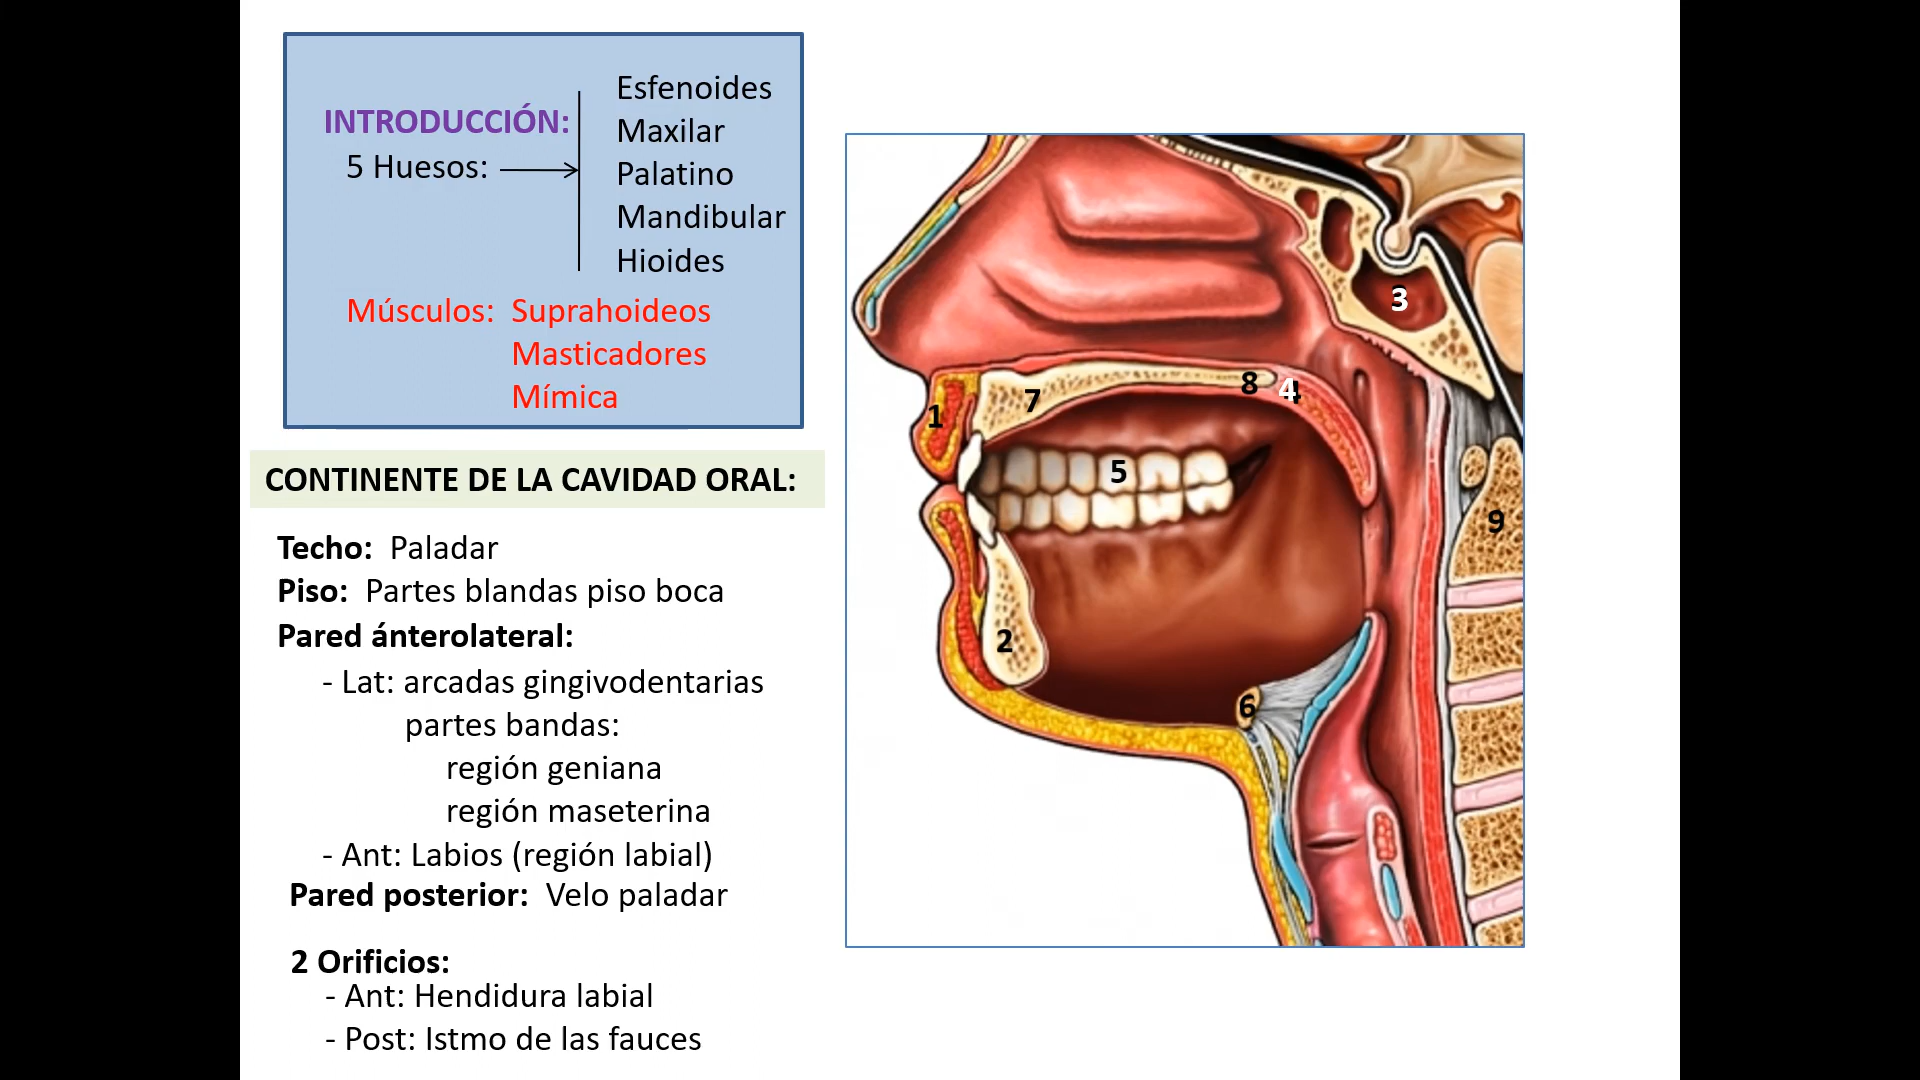 INTRODUCCIÓN:
5 Huesos:
Esfenoides
Maxilar
Palatino
Mandibular
Hioides
Músculos: Suprahoideos
Masticadores
Mímica
CONTINENTE DE LA CAVIDAD ORAL:
Techo: Paladar
Piso: Partes blandas piso boca
Pared ánterolateral:
- Lat: arcadas gingivodentarias
partes bandas:
región geniana
región maseterina
- Ant: Labios (región labial)
Pared posterior: Velo paladar
2 Orificios:
- Ant: Hendidura labial
- Post: Istmo de las fauces
3
8 4
7
1
5
9
2
6